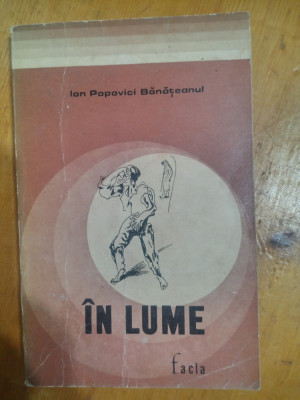 Ion Popovici Bănățeanul
ÎN LUME
facla